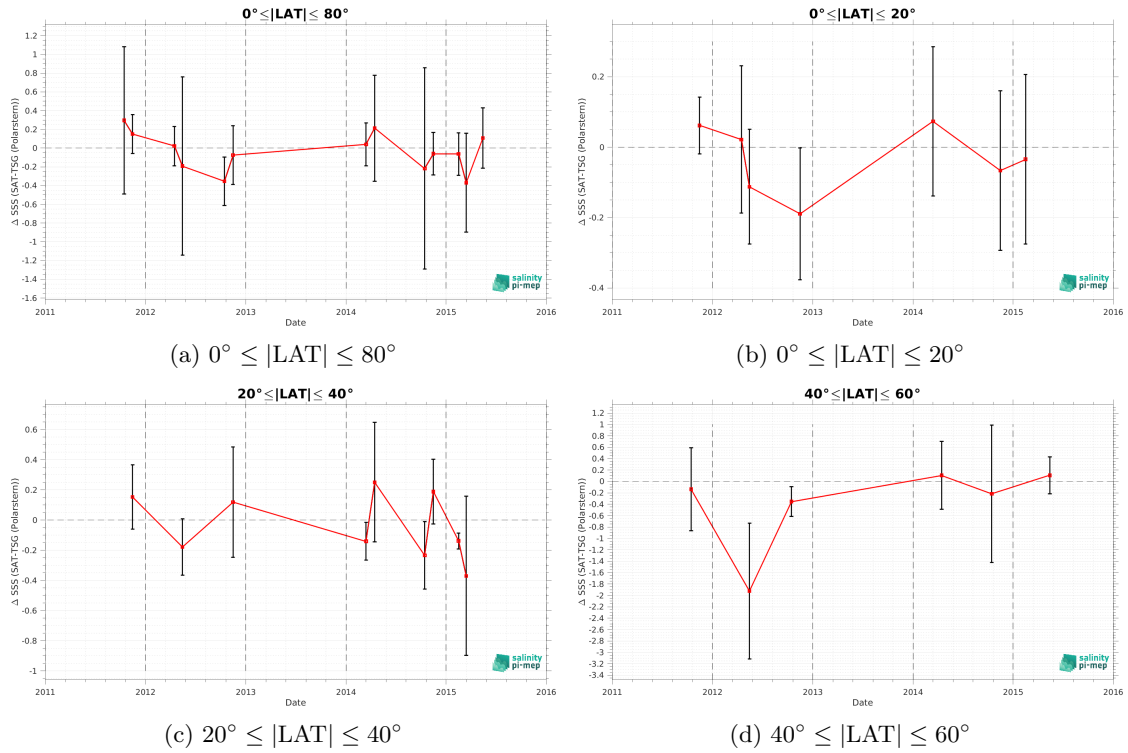 0°≤|LAT|≤ 80°
Δ SSS (SAT-TSG (Polarstern))
1.2
1
0.8
0.6
0.4
0.2
0
-0.2
-0.4
-0.6
-0.8
-1
-1.2
-1.4
-1.6
2011 2012 2013 2014 2015 2016
Date
salinity
pi-mep
(a) 0° ≤ |LAT| ≤ 80°
0°≤|LAT|≤ 20°
Δ SSS (SAT-TSG (Polarstern))
0.2
0
-0.2
-0.4
2011 2012 2013 2014 2015 2016
Date
salinity
pi-mep
(b) 0° ≤ |LAT| ≤ 20°
20°≤|LAT|≤ 40°
Δ SSS (SAT-TSG (Polarstern))
0.6
0.4
0.2
0
-0.2
-0.4
-0.6
-0.8
-1
2011 2012 2013 2014 2015 2016
Date
salinity
pi-mep
(c) 20° ≤ |LAT| ≤ 40°
40°≤|LAT|≤ 60°
Δ SSS (SAT-TSG (Polarstern))
1.2
1
0.8
0.6
0.4
0.2
0
-0.2
-0.4
-0.6
-0.8
-1
-1.2
-1.4
-1.6
-1.8
-2
-2.2
-2.4
-2.6
-2.8
-3
-3.2
-3.4
2011 2012 2013 2014 2015 2016
Date
salinity
pi-mep
(d) 40° ≤ |LAT| ≤ 60°